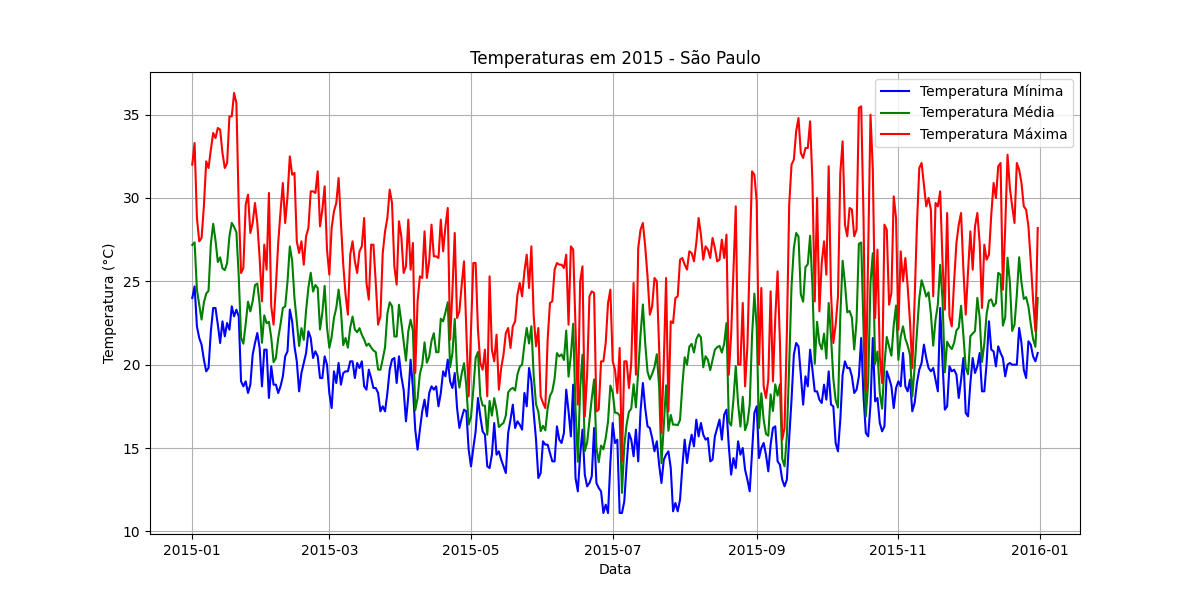 Temperaturas em 2015 - São Paulo
Temperatura Mínima
Temperatura Média
Temperatura Máxima
Temperatura (°C)
35
30
25
20
15
10
2015-01
2015-03
2015-05
2015-07
2015-09
2015-11
2016-01
Data